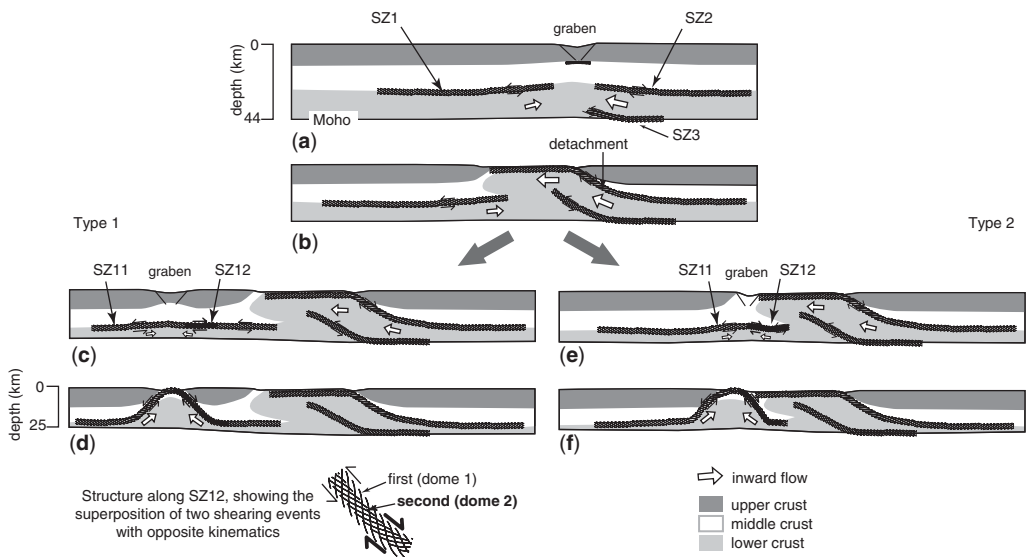 SZ1
graben
SZ2
0
depth (km)
44
Moho
SZ3
(a)
detachment
(b)
Type 1
Type 2
SZ11
graben
SZ12
(c)
SZ11
graben
SZ12
(e)
0
depth (km)
25
(d)
(f)
Structure along SZ12, showing the
superposition of two shearing events
with opposite kinematics
first (dome 1)
second (dome 2)
inward flow
upper crust
middle crust
lower crust